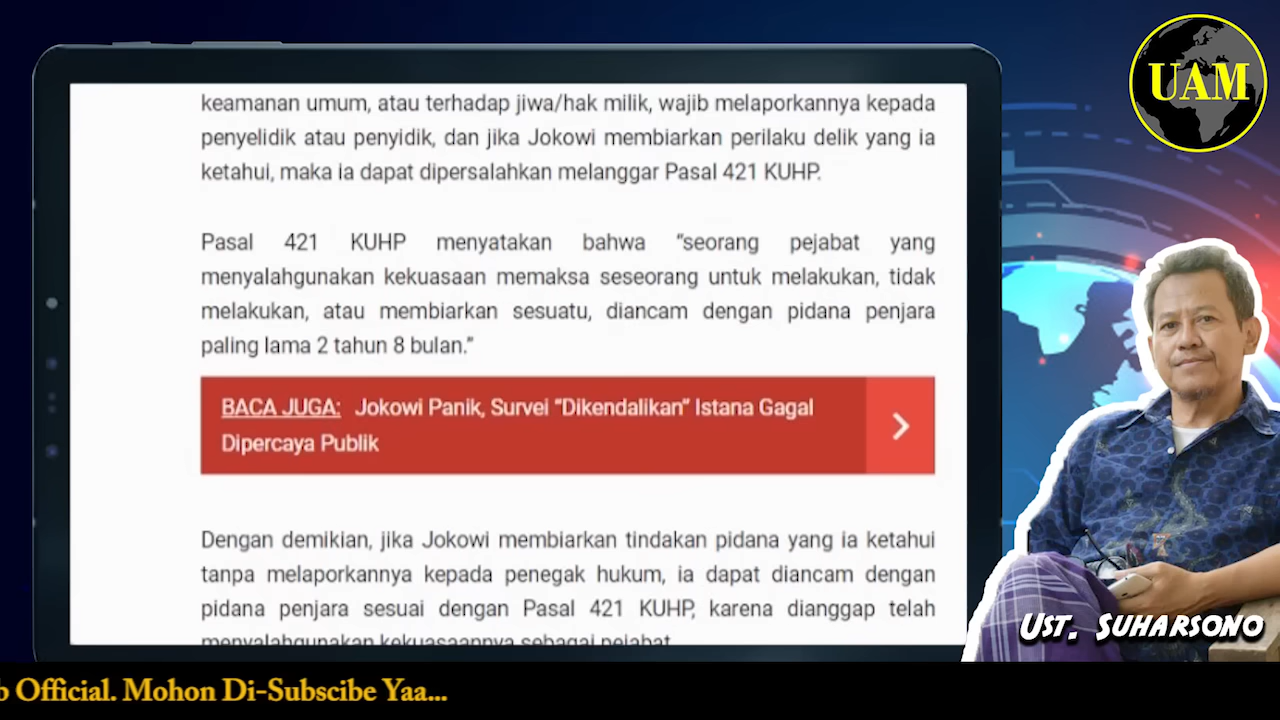 UAM
keamanan umum, atau terhadap jiwa/hak milik, wajib melaporkannya kepada
penyelidik atau penyidik, dan jika Jokowi membiarkan perilaku delik yang ia
ketahui, maka ia dapat dipersalahkan melanggar Pasal 421 KUHP.
Pasal 421 KUHP menyatakan bahwa “seorang pejabat yang
menyalahgunakan kekuasaan memaksa seseorang untuk melakukan, tidak
melakukan, atau membiarkan sesuatu, diancam dengan pidana penjara
paling lama 2 tahun 8 bulan.”
BACA JUGA: Jokowi Panik, Survei “Dikendalikan” Istana Gagal
Dipercaya Publik
Dengan demikian, jika Jokowi membiarkan tindakan pidana yang ia ketahui
tanpa melaporkannya kepada penegak hukum, ia dapat diancam dengan
pidana penjara sesuai dengan Pasal 421 KUHP, karena dianggap telah
menyalahgunakan kekuasaannya sebagai pejabat
UST. SUHARSONO
b Official. Mohon Di-Subscibe Yaa...